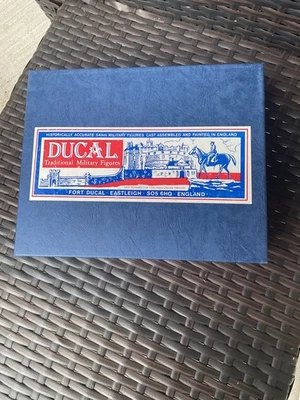 HISTORICALLY ACCURATE 54mm MILITARY FIGURES CAST ASSEMBLED AND PAINTED IN ENGLAND
DUCAL
Traditional Military Figures
FORT DUCAL · EASTLEIGH · SO5 6HQ · ENGLAND ·